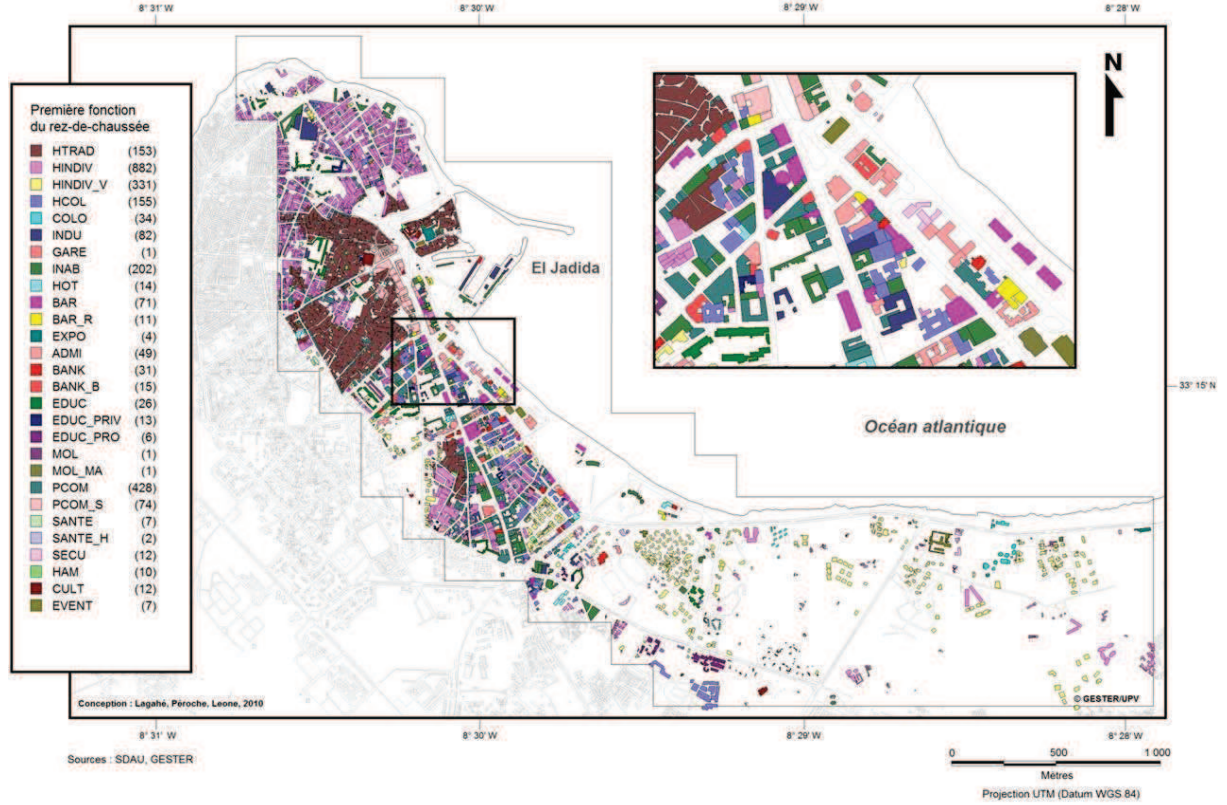 8° 31' W
8° 30' W
8° 29' W
8° 28' W
Première fonction
du rez-de-chaussée
HTRAD (153)
HINDIV (882)
HINDIV_V (331)
HCOL (155)
COLO (34)
INDU (82)
GARE (1)
INAB (202)
HOT (14)
BAR (71)
BAR_R (11)
EXPO (4)
ADMI (49)
BANK (31)
BANK_B (15)
EDUC (26)
EDUC_PRIV (13)
EDUC_PRO (6)
MOL (1)
MOL_MA (1)
PCOM (428)
PCOM_S (74)
SANTE (7)
SANTE_H (2)
SECU (12)
HAM (10)
CULT (12)
EVENT (7)
N
El Jadida
33° 15' N
Océan atlantique
Conception : Lagahé, Péroche, Leone, 2010
© GESTER/UPV
8° 31' W
8° 30' W
8° 29' W
8° 28' W
Sources : SDAU, GESTER
0 500 1 000
Mètres
Projection UTM (Datum WGS 84)